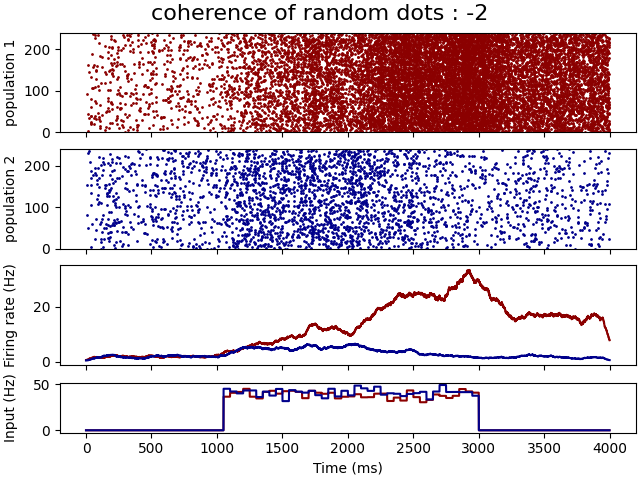 coherence of random dots : -2
population 1
200
100
0
population 2
200
100
0
Firing rate (Hz)
20
0
Input (Hz)
50
0
0 500 1000 1500 2000 2500 3000 3500 4000
Time (ms)